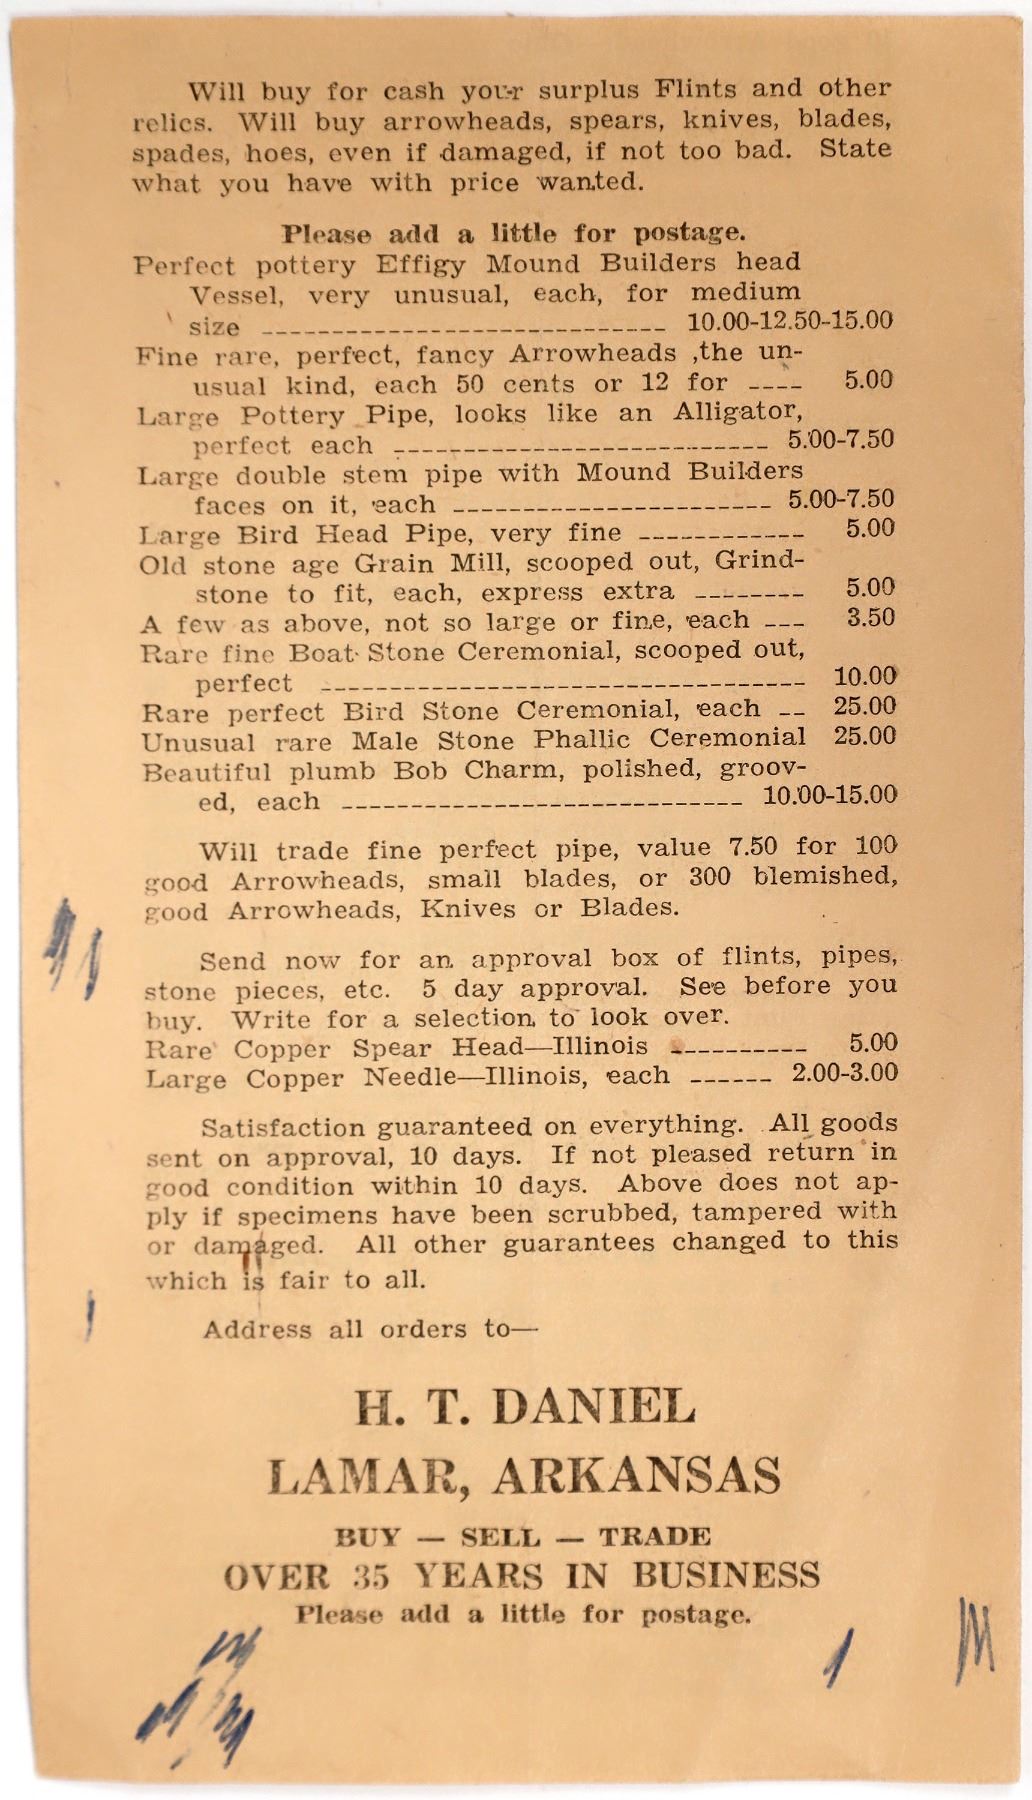 Will buy for cash your surplus Flints and other
relics. Will buy arrowheads, spears, knives, blades,
spades, hoes, even if damaged, if not too bad. State
what you have with price wanted.
Please add a little for postage.
Perfect pottery Effigy Mound Builders head
Vessel, very unusual, each, for medium
size ----------------------------- 10.00-12.50-15.00
Fine rare, perfect, fancy Arrowheads ,the un-
usual kind, each 50 cents or 12 for ---- 5.00
Large Pottery Pipe, looks like an Alligator,
perfect each --------------------------- 5.00-7.50
Large double stem pipe with Mound Builders
faces on it, each ----------------------- 5.00-7.50
Large Bird Head Pipe, very fine ------------ 5.00
Old stone age Grain Mill, scooped out, Grind-
stone to fit, each, express extra -------- 5.00
A few as above, not so large or fine, each --- 3.50
Rare fine Boat Stone Ceremonial, scooped out,
perfect ----------------------------------- 10.00
Rare perfect Bird Stone Ceremonial, each -- 25.00
Unusual rare Male Stone Phallic Ceremonial 25.00
Beautiful plumb Bob Charm, polished, groov-
ed, each ----------------------------- 10.00-15.00
Will trade fine perfect pipe, value 7.50 for 100
good Arrowheads, small blades, or 300 blemished,
good Arrowheads, Knives or Blades.
Send now for an approval box of flints, pipes,
stone pieces, etc. 5 day approval. See before you
buy. Write for a selection to look over.
Rare Copper Spear Head—Illinois ---------- 5.00
Large Copper Needle—Illinois, each ------ 2.00-3.00
Satisfaction guaranteed on everything. All goods
sent on approval, 10 days. If not pleased return in
good condition within 10 days. Above does not ap-
ply if specimens have been scrubbed, tampered with
or damaged. All other guarantees changed to this
which is fair to all.
Address all orders to—
H. T. DANIEL
LAMAR, ARKANSAS
BUY — SELL — TRADE
OVER 35 YEARS IN BUSINESS
Please add a little for postage.